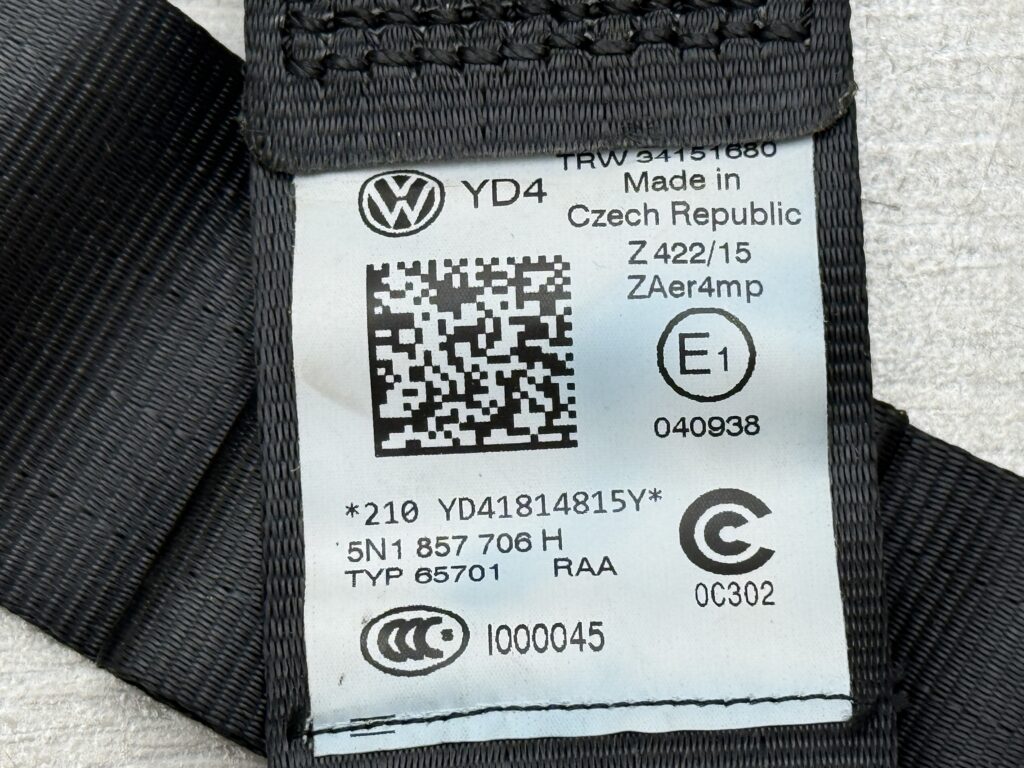 TRW 34151680
YD4
Made in
Czech Republic
Z 422/15
ZAer4mp
E1
040938
*210 YD41814815Y*
5N1 857 706 H
TYP 65701 RAA
0C302
CCC
I000045